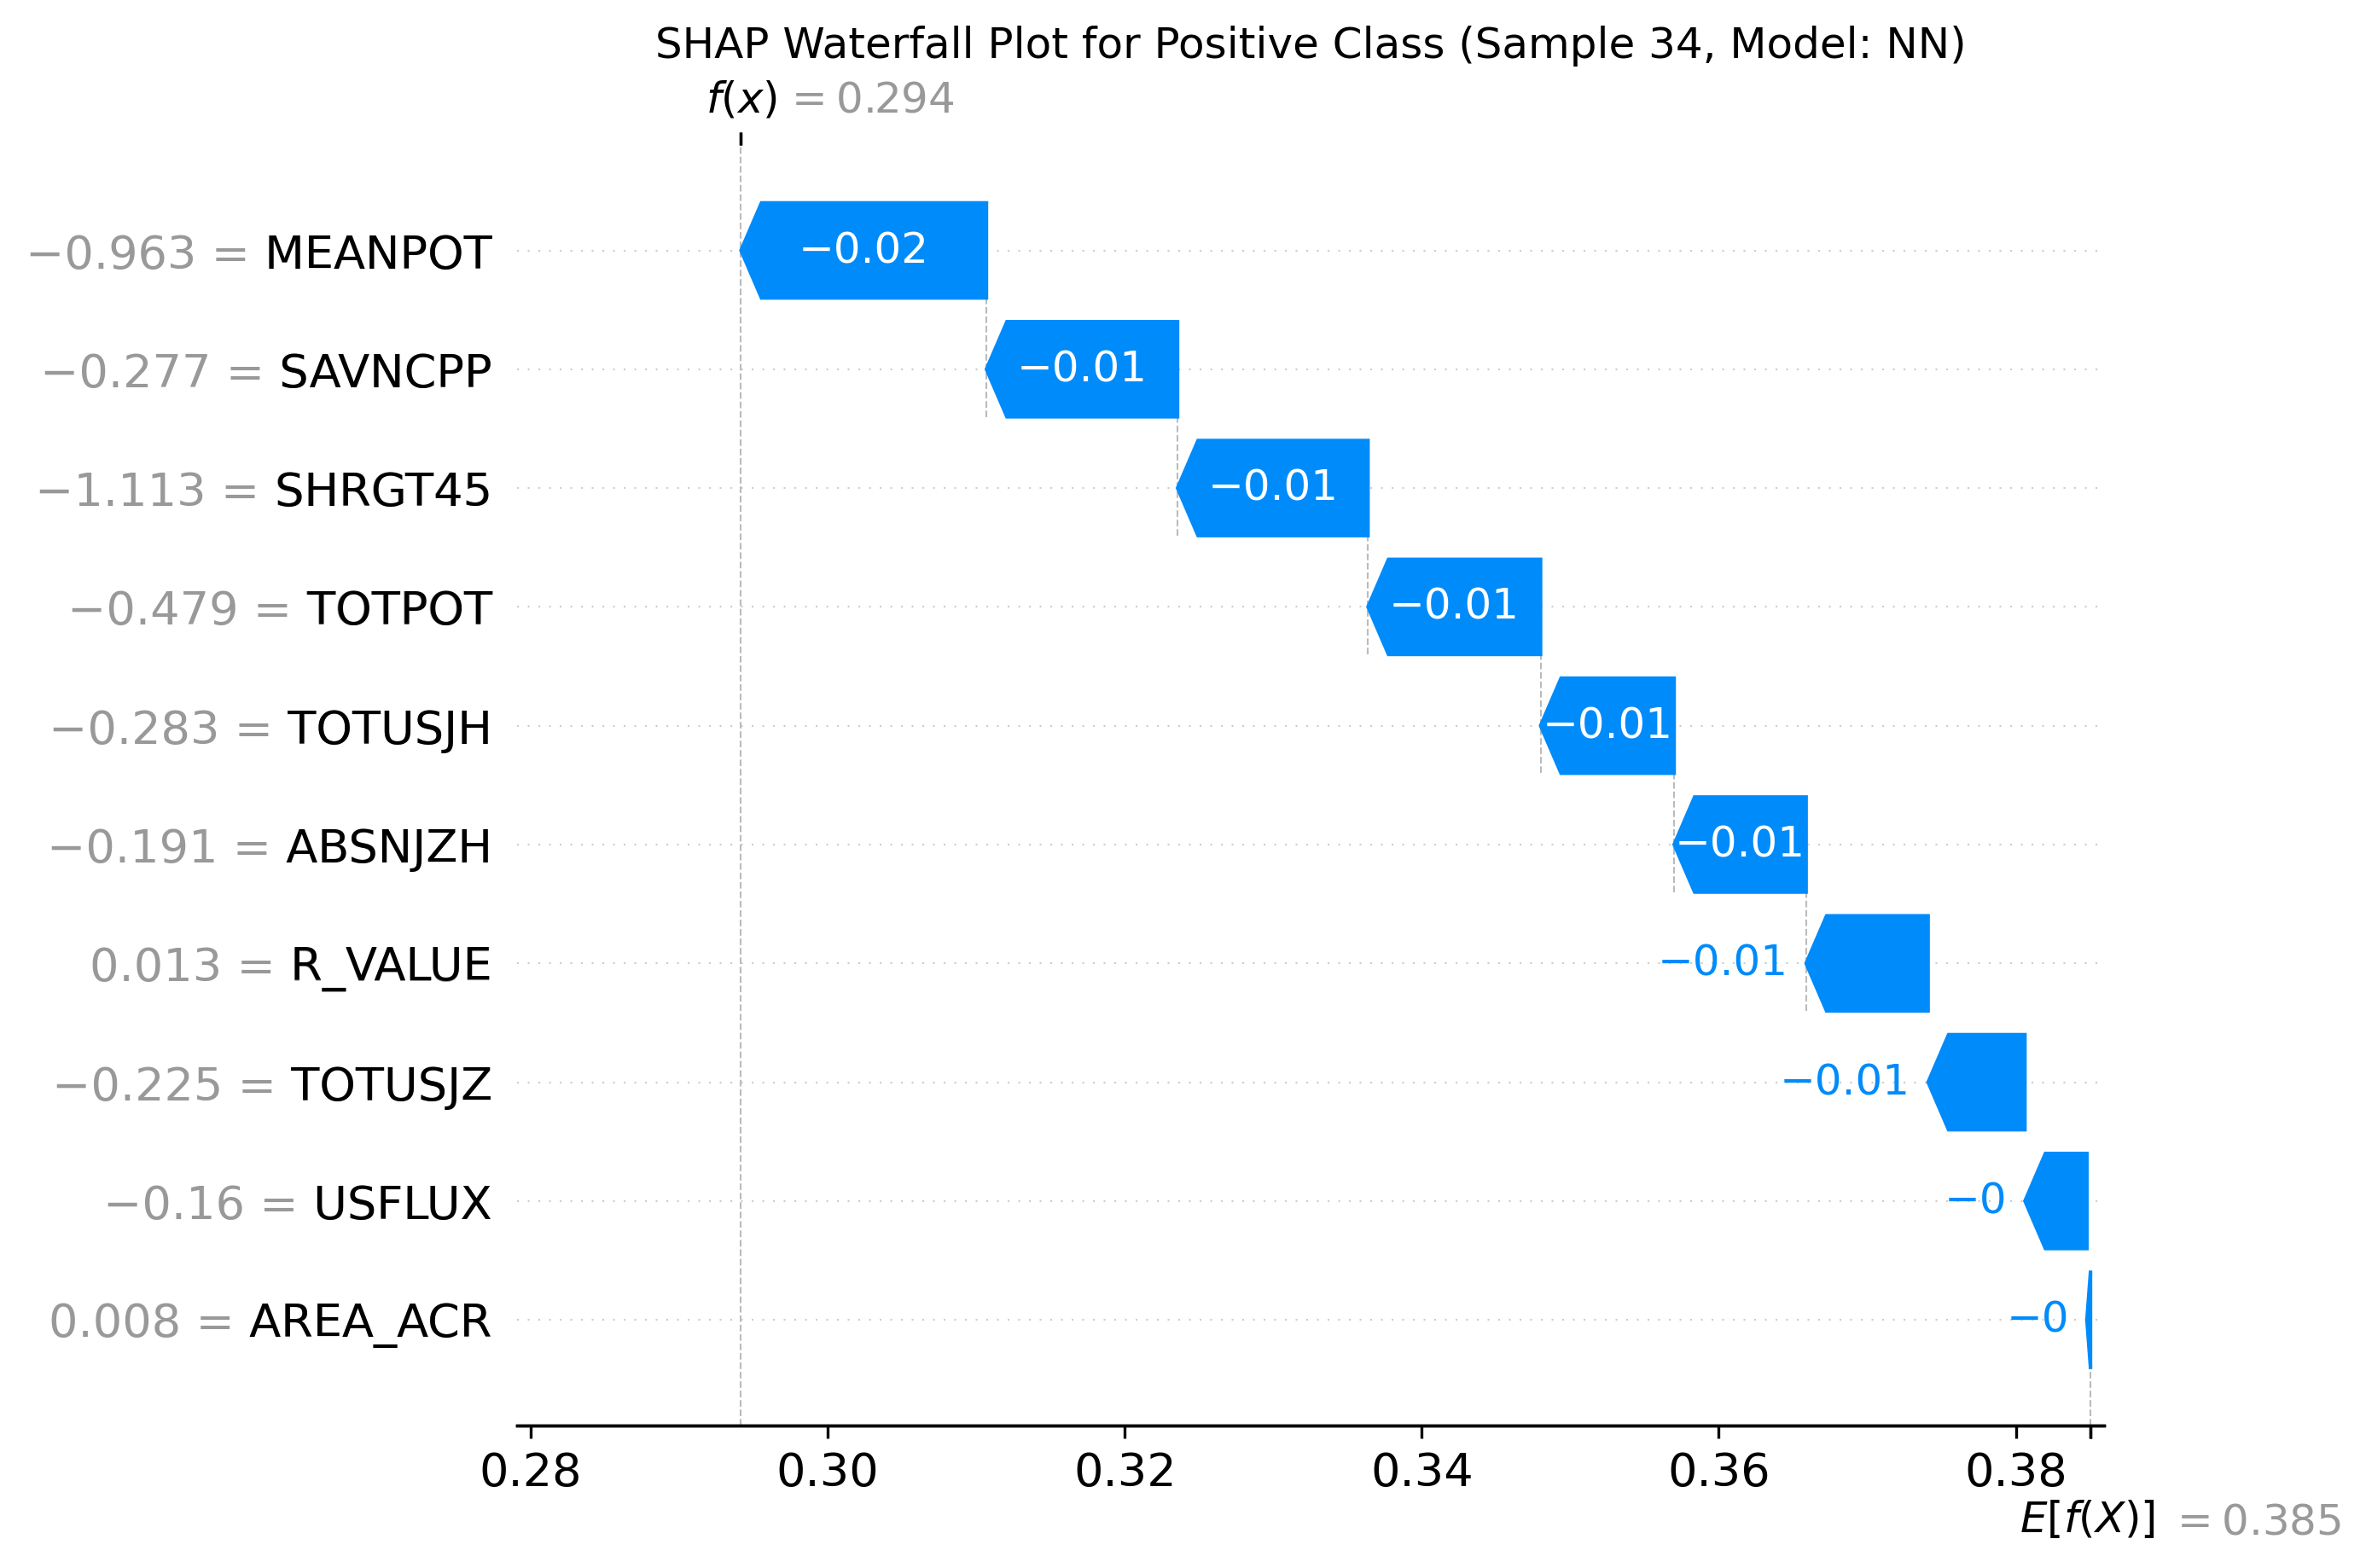 SHAP Waterfall Plot for Positive Class (Sample 34, Model: NN)
f(x) = 0.294
−0.963 = MEANPOT −0.02
−0.277 = SAVNCPP −0.01
−1.113 = SHRGT45 −0.01
−0.479 = TOTPOT −0.01
−0.283 = TOTUSJH −0.01
−0.191 = ABSNJZH −0.01
0.013 = R_VALUE −0.01
−0.225 = TOTUSJZ −0.01
−0.16 = USFLUX −0
0.008 = AREA_ACR −0
0.28 0.30 0.32 0.34 0.36 0.38
E[f(X)] = 0.385